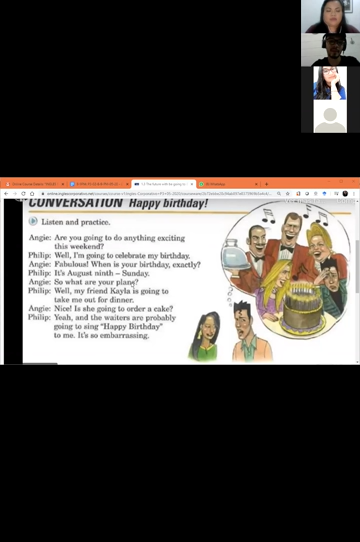 CONVERSATION Happy birthday!
Listen and practice.
Angie: Are you going to do anything exciting
this weekend?
Philip: Well, I'm going to celebrate my birthday.
Angie: Fabulous! When is your birthday, exactly?
Philip: It's August ninth – Sunday.
Angie: So what are your plans?
Philip: Well, my friend Kayla is going to
take me out for dinner.
Angie: Nice! Is she going to order a cake?
Philip: Yeah, and the waiters are probably
going to sing "Happy Birthday"
to me. It's so embarrassing.